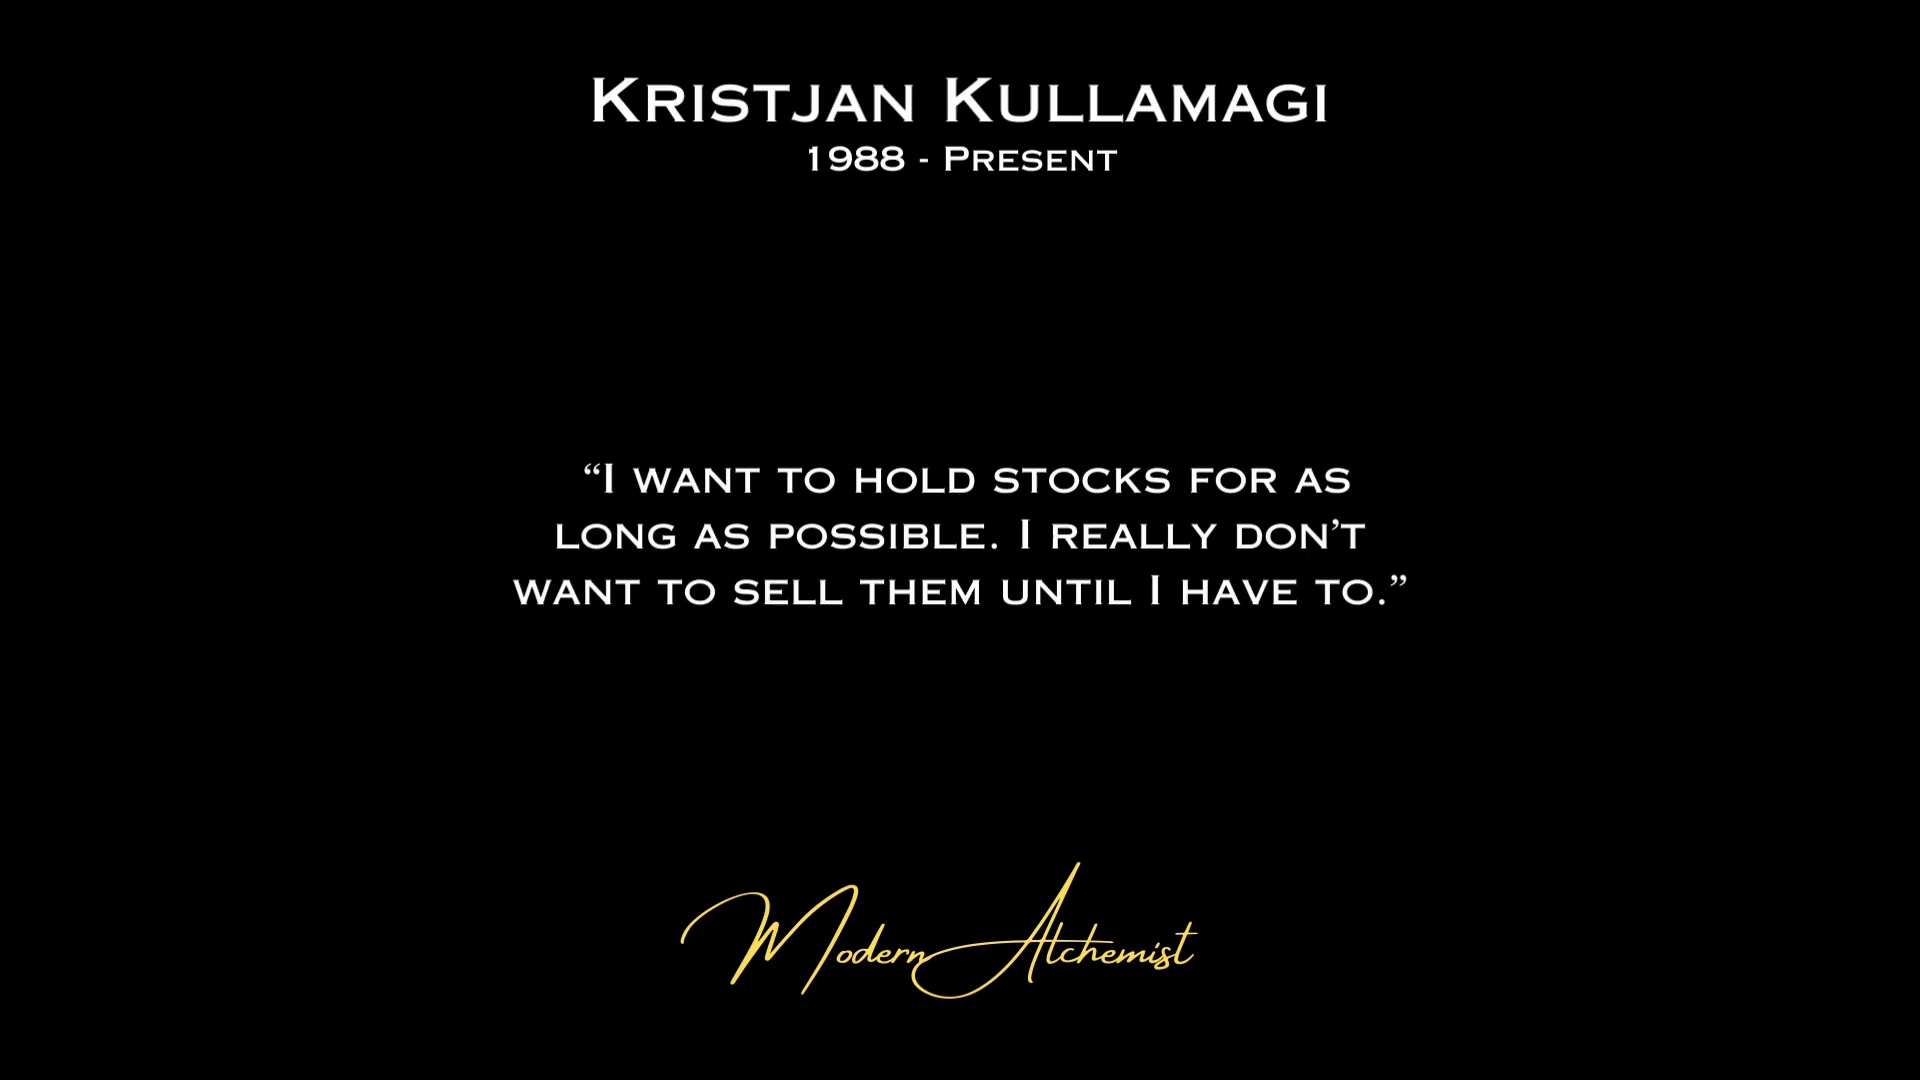 Kristjan Kullamagi
1988 - Present
“I want to hold stocks for as
long as possible. I really don’t
want to sell them until I have to.”
Modern Alchemist